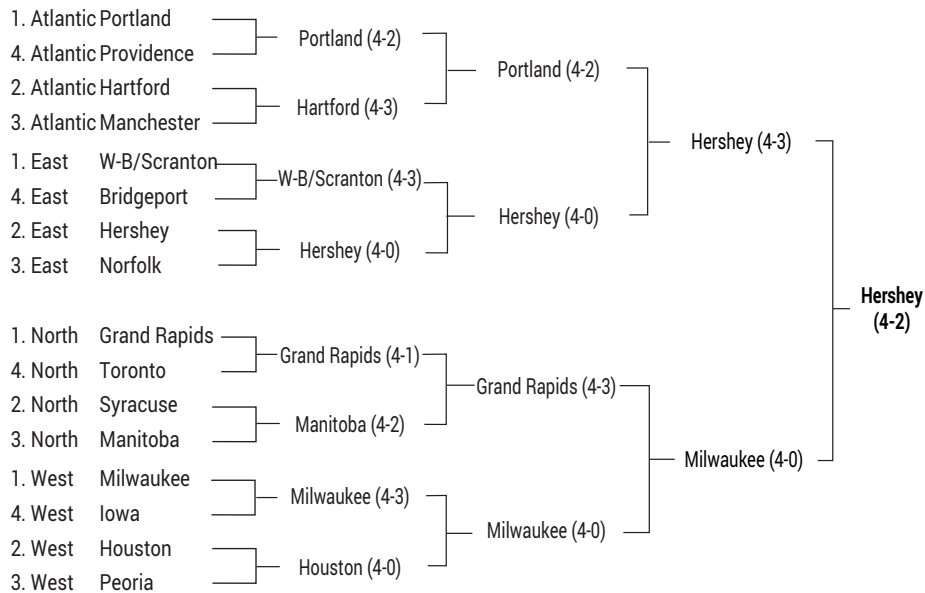 1. Atlantic Portland
4. Atlantic Providence
2. Atlantic Hartford
3. Atlantic Manchester
1. East W-B/Scranton
4. East Bridgeport
2. East Hershey
3. East Norfolk
1. North Grand Rapids
4. North Toronto
2. North Syracuse
3. North Manitoba
1. West Milwaukee
4. West Iowa
2. West Houston
3. West Peoria
Portland (4-2)
Hartford (4-3)
W-B/Scranton (4-3)
Hershey (4-0)
Grand Rapids (4-1)
Manitoba (4-2)
Milwaukee (4-3)
Houston (4-0)
Portland (4-2)
Hershey (4-0)
Grand Rapids (4-3)
Milwaukee (4-0)
Hershey (4-3)
Milwaukee (4-0)
Hershey
(4-2)